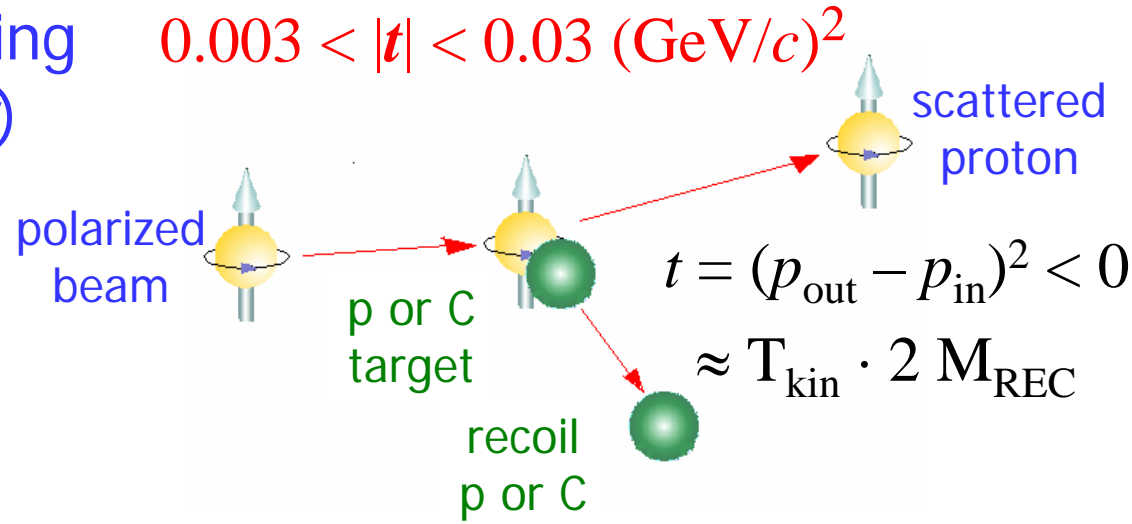 0.003 < |t| < 0.03 (GeV/c)²
scattered
proton
polarized
beam
p or C
target
t = (p_out – p_in)² < 0
≈ T_kin · 2 M_REC
recoil
p or C